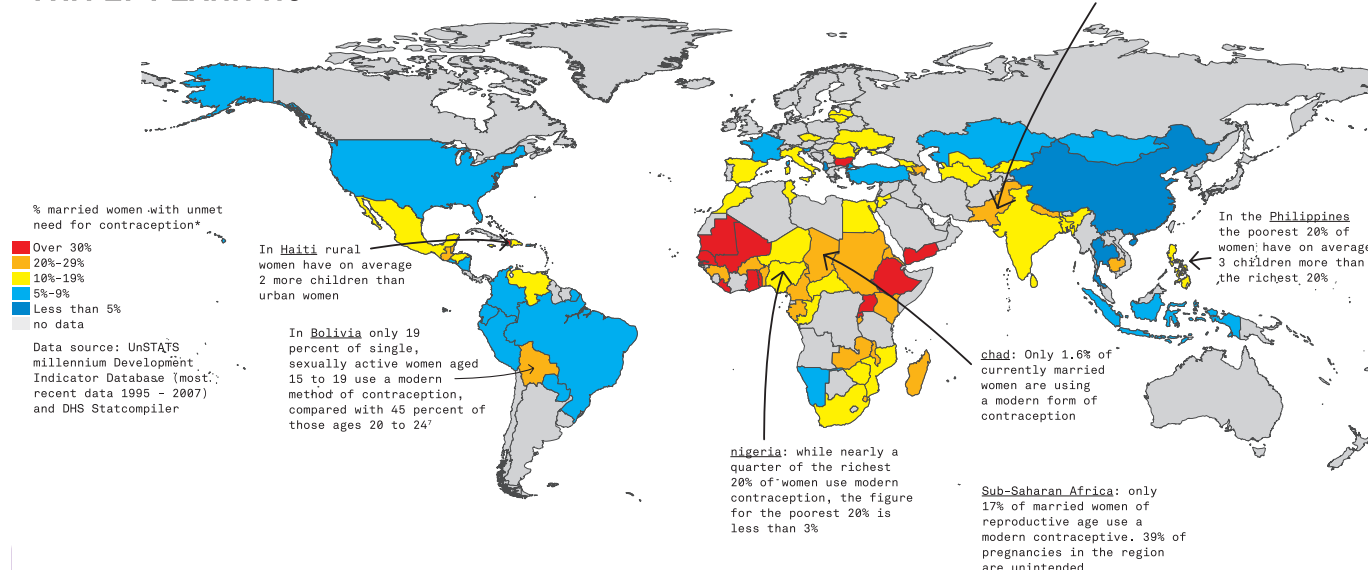 % married women with unmet
need for contraception*
Over 30%
20%-29%
10%-19%
5%-9%
Less than 5%
no data
Data source: UnSTATS
millennium Development
Indicator Database (most
recent data 1995 - 2007)
and DHS Statcompiler
In Haiti rural
women have on average
2 more children than
urban women
In Bolivia only 19
percent of single,
sexually active women aged
15 to 19 use a modern
method of contraception,
compared with 45 percent of
those ages 20 to 24⁷
nigeria: while nearly a
quarter of the richest
20% of women use modern
contraception, the figure
for the poorest 20% is
less than 3%
chad: Only 1.6% of
currently married
women are using
a modern form of
contraception
Sub-Saharan Africa: only
17% of married women of
reproductive age use a
modern contraceptive. 39% of
pregnancies in the region
are unintended
In the Philippines
the poorest 20% of
women have on average
3 children more than
the richest 20%